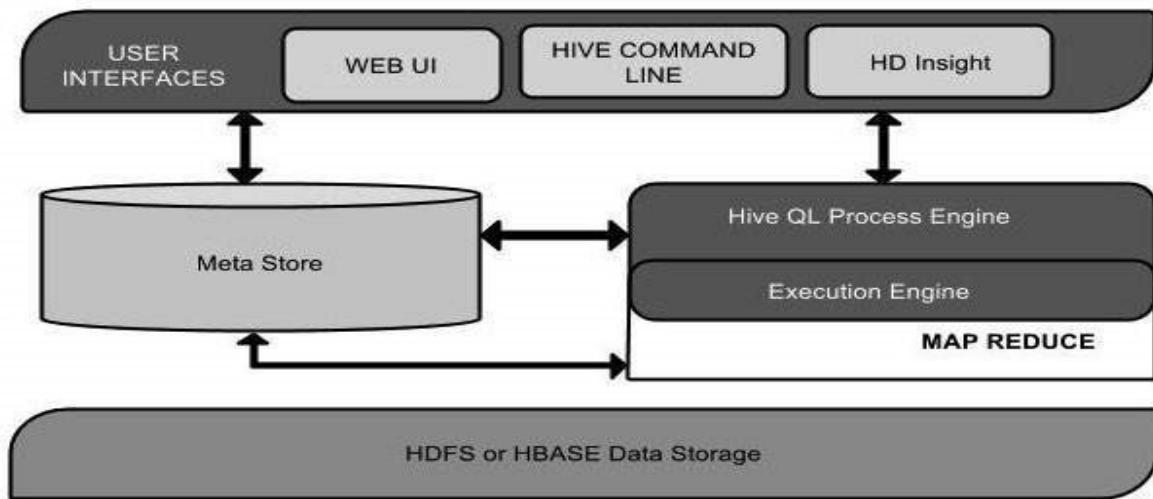 USER
INTERFACES
WEB UI
HIVE COMMAND
LINE
HD Insight
Meta Store
Hive QL Process Engine
Execution Engine
MAP REDUCE
HDFS or HBASE Data Storage